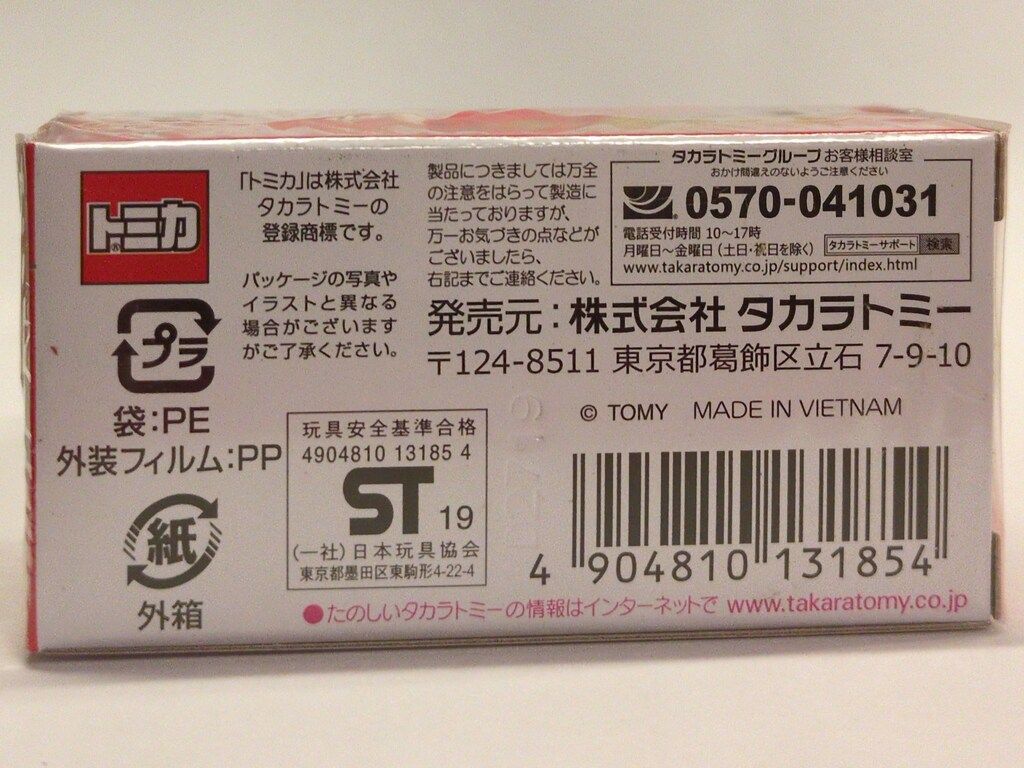 トミカ®
「トミカ」は株式会社
タカラトミーの
登録商標です。
パッケージの写真や
イラストと異なる
場合がございます
がご了承ください。
製品につきましては万全
の注意をはらって製造に
当たっておりますが、
万一お気づきの点などが
ございましたら、
右記までご連絡ください。
タカラトミーグループ お客様相談室
おかけ間違えのないようご注意ください
0570-041031
電話受付時間 10〜17時
月曜日〜金曜日(土日・祝日を除く) タカラトミーサポート 検索
www.takaratomy.co.jp/support/index.html
発売元:株式会社 タカラトミー
〒124-8511 東京都葛飾区立石 7-9-10
プラ
袋:PE
外装フィルム:PP
紙
外箱
玩具安全基準合格
4904810 13185 4
ST 19
(一社)日本玩具協会
東京都墨田区東駒形4-22-4
© TOMY MADE IN VIETNAM
4 904810 131854
●たのしいタカラトミーの情報はインターネットで www.takaratomy.co.jp